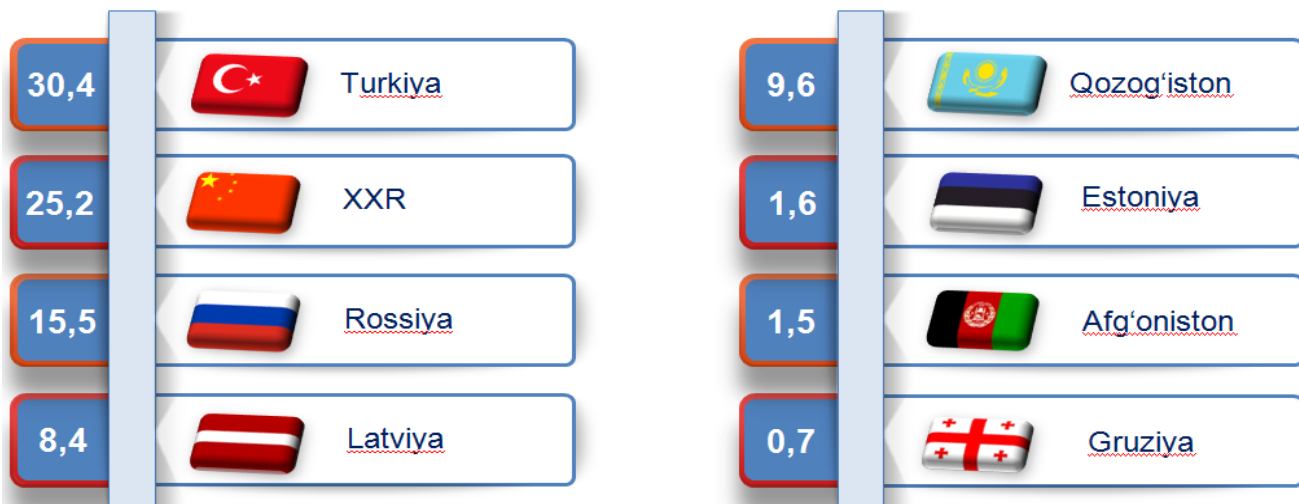 30,4 Turkiya
25,2 XXR
15,5 Rossiya
8,4 Latviya
9,6 Qozog‘iston
1,6 Estoniya
1,5 Afg‘oniston
0,7 Gruziya